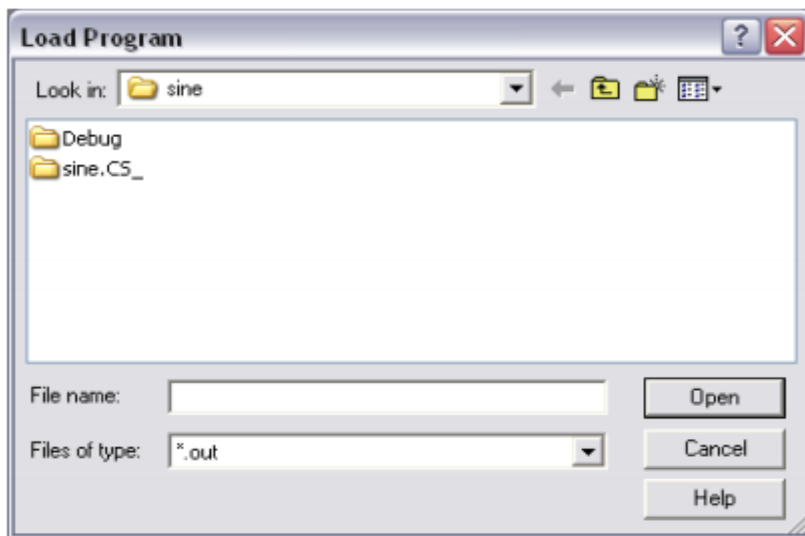 Load Program
Look in: sine
Debug
sine.CS_
File name:
Open
Files of type: *.out
Cancel
Help